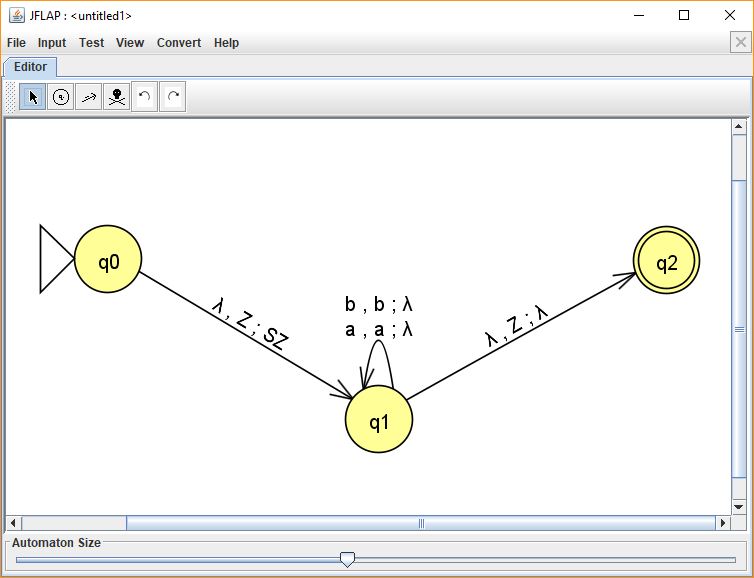 JFLAP : <untitled1>
File Input Test View Convert Help
Editor
q0
q2
λ , Z ; SZ
b , b ; λ
a , a ; λ
λ , Z ; λ
q1
Automaton Size